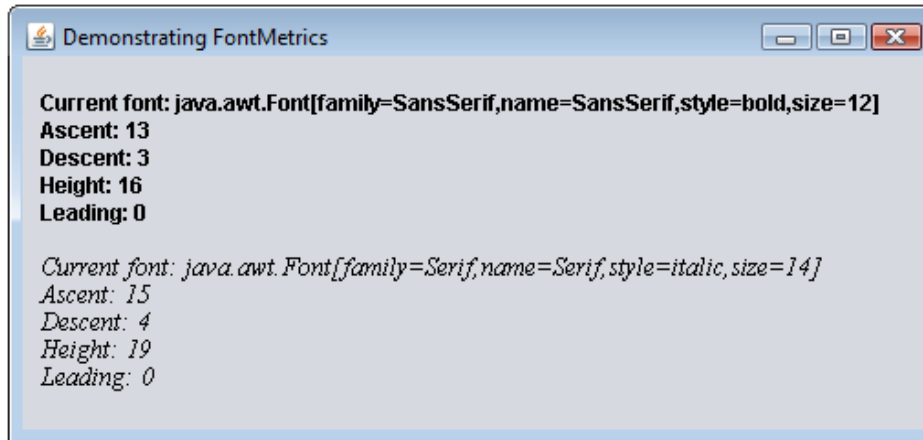 Demonstrating FontMetrics
Current font: java.awt.Font[family=SansSerif,name=SansSerif,style=bold,size=12]
Ascent: 13
Descent: 3
Height: 16
Leading: 0
Current font: java.awt.Font[family=Serif,name=Serif,style=italic,size=14]
Ascent: 15
Descent: 4
Height: 19
Leading: 0